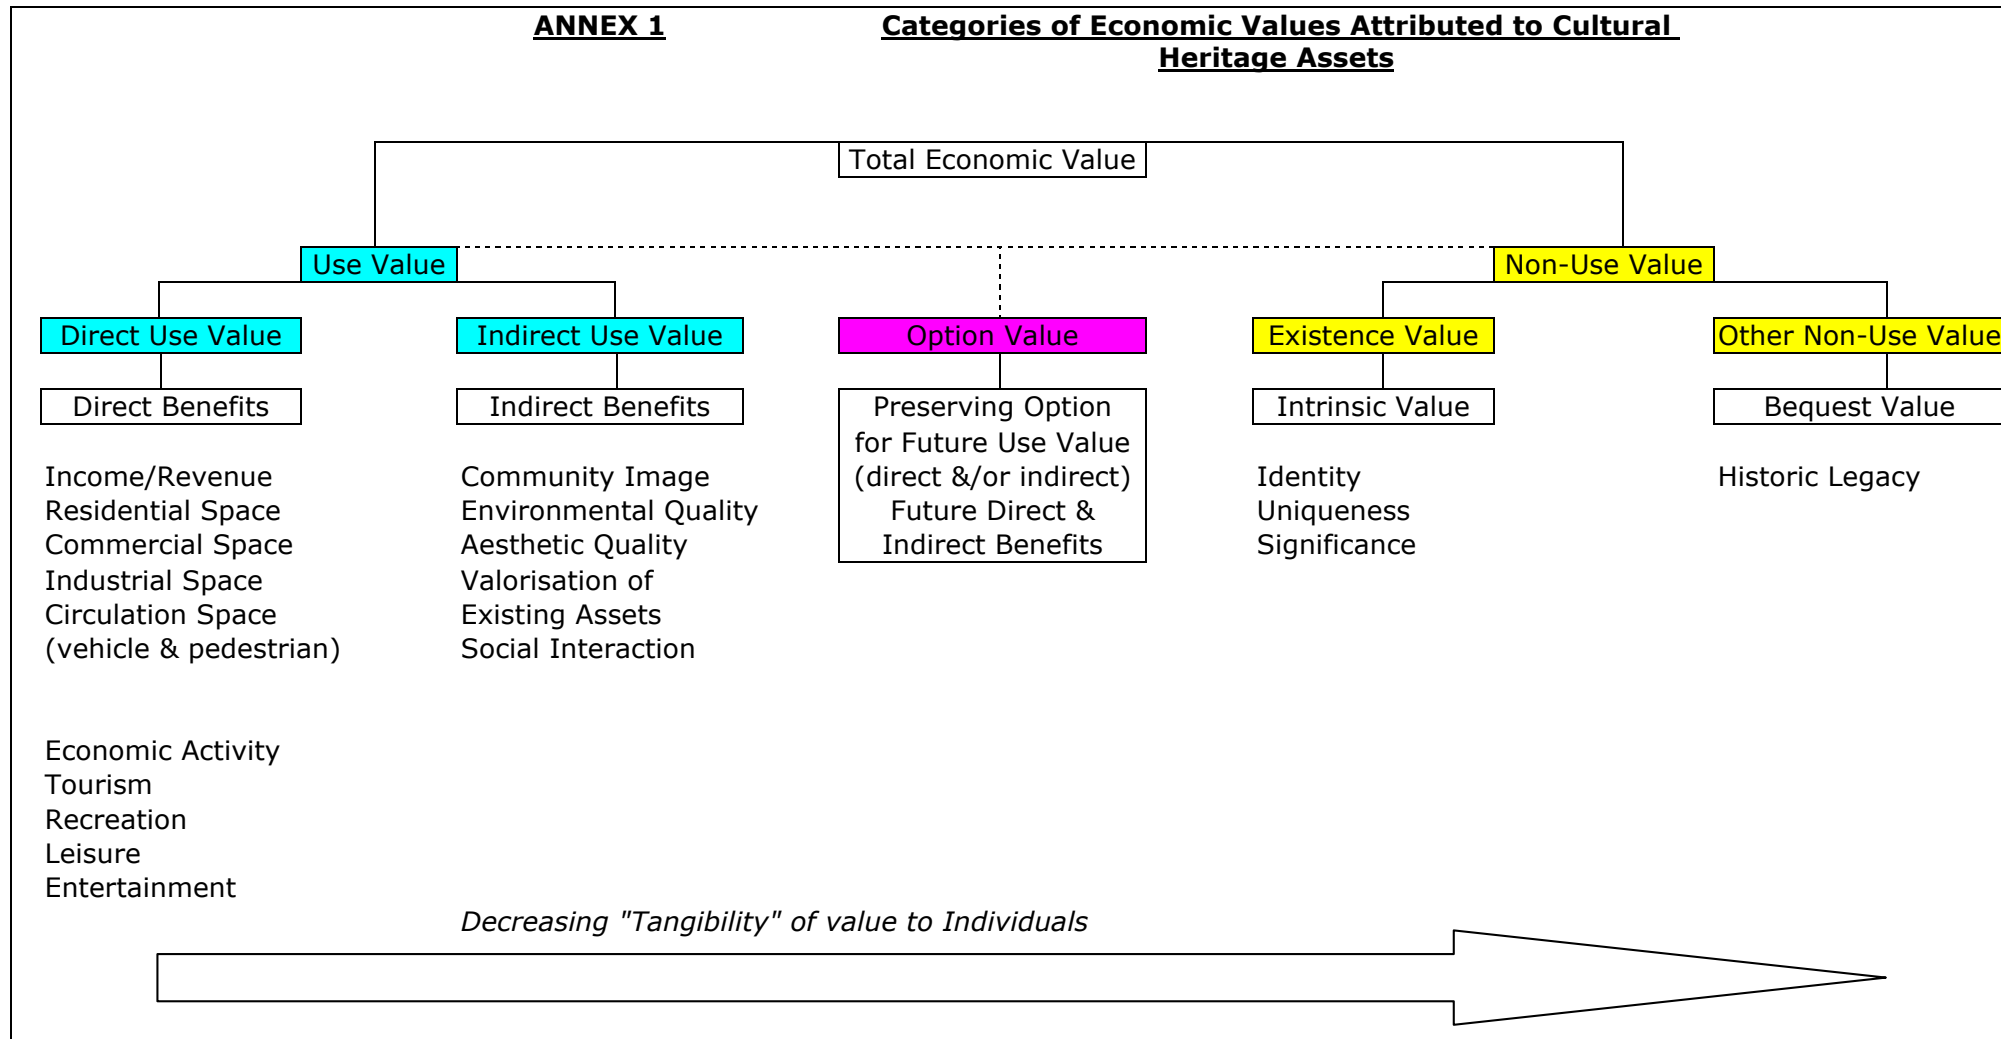 ANNEX 1
Categories of Economic Values Attributed to Cultural
Heritage Assets
Total Economic Value
Use Value
Non-Use Value
Direct Use Value
Indirect Use Value
Option Value
Existence Value
Other Non-Use Value
Direct Benefits
Indirect Benefits
Preserving Option
for Future Use Value
(direct &/or indirect)
Future Direct &
Indirect Benefits
Intrinsic Value
Bequest Value
Income/Revenue
Residential Space
Commercial Space
Industrial Space
Circulation Space
(vehicle & pedestrian)
Community Image
Environmental Quality
Aesthetic Quality
Valorisation of
Existing Assets
Social Interaction
Identity
Uniqueness
Significance
Historic Legacy
Economic Activity
Tourism
Recreation
Leisure
Entertainment
Decreasing "Tangibility" of value to Individuals